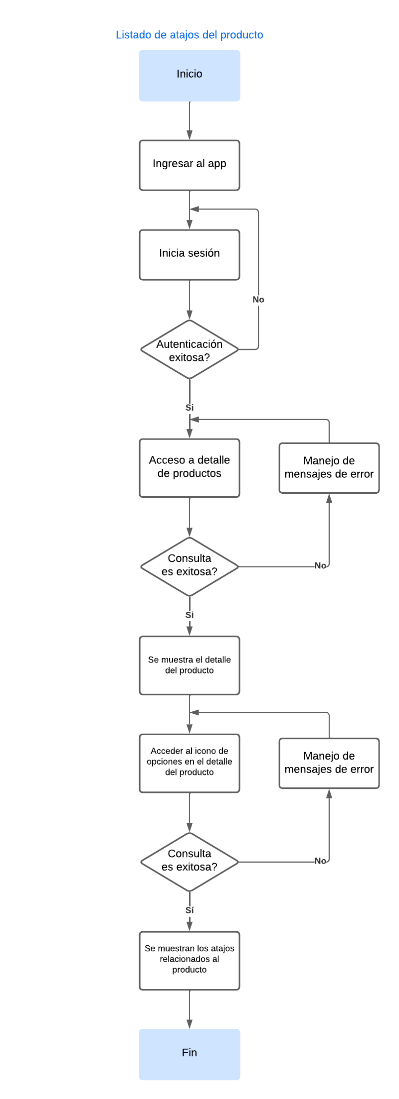 Listado de atajos del producto
Inicio
Ingresar al app
Inicia sesión
No
Autenticación
exitosa?
Sí
Acceso a detalle
de productos
Manejo de
mensajes de error
Consulta
es exitosa?
No
Sí
Se muestra el detalle
del producto
Acceder al icono de
opciones en el detalle
del producto
Manejo de
mensajes de error
Consulta
es exitosa?
No
Sí
Se muestran los atajos
relacionados al
producto
Fin